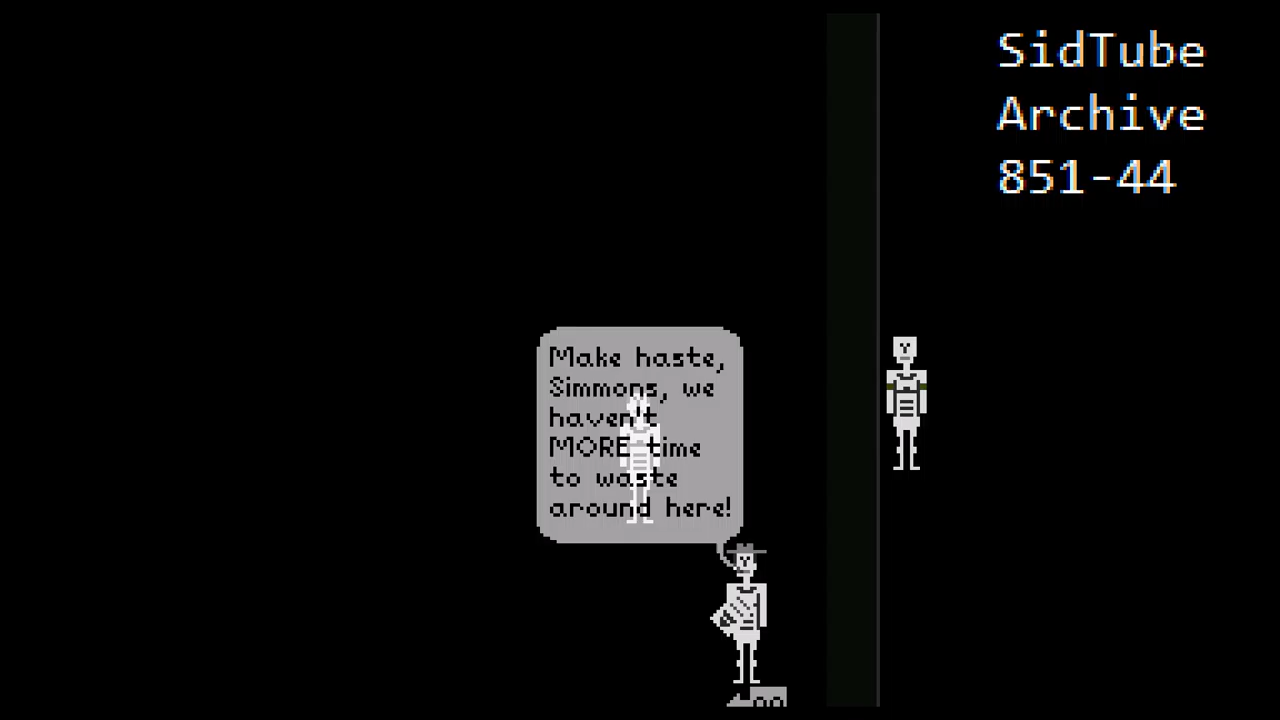 SidTube
Archive
851-44
Make haste,
Simmons, we
haven't
MORE time
to waste
around here!